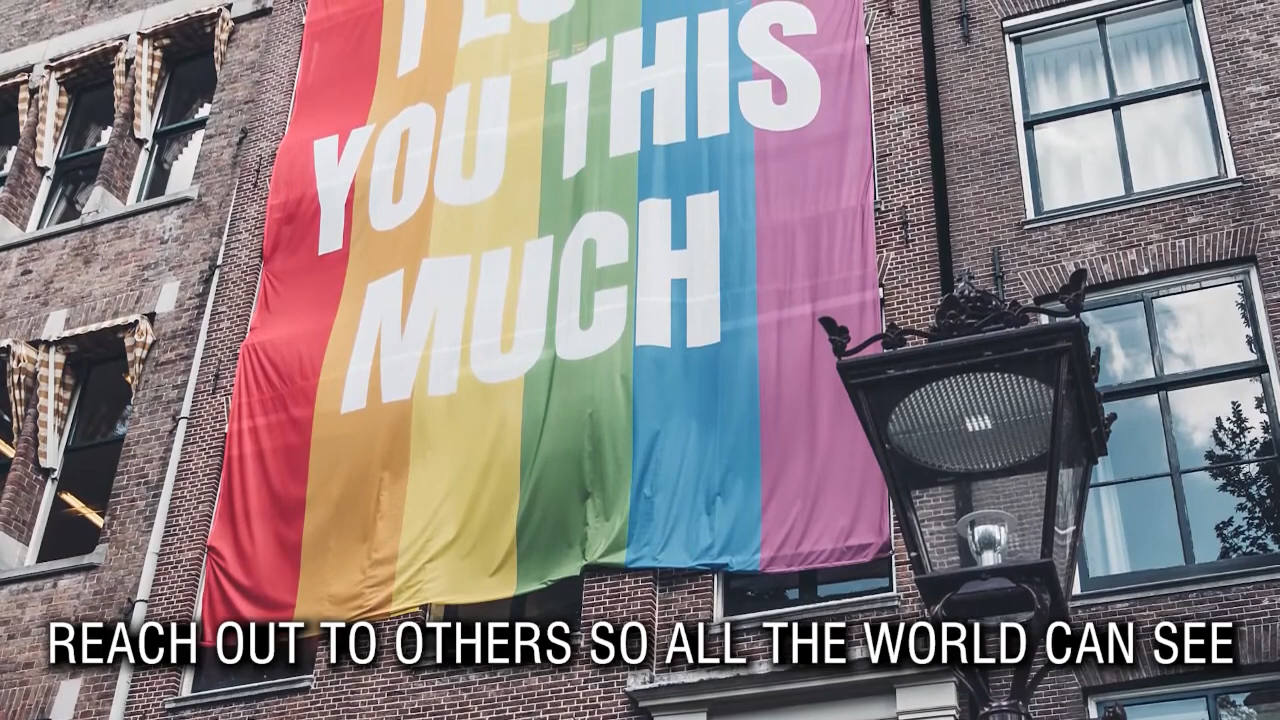 YOU THIS
MUCH
REACH OUT TO OTHERS SO ALL THE WORLD CAN SEE